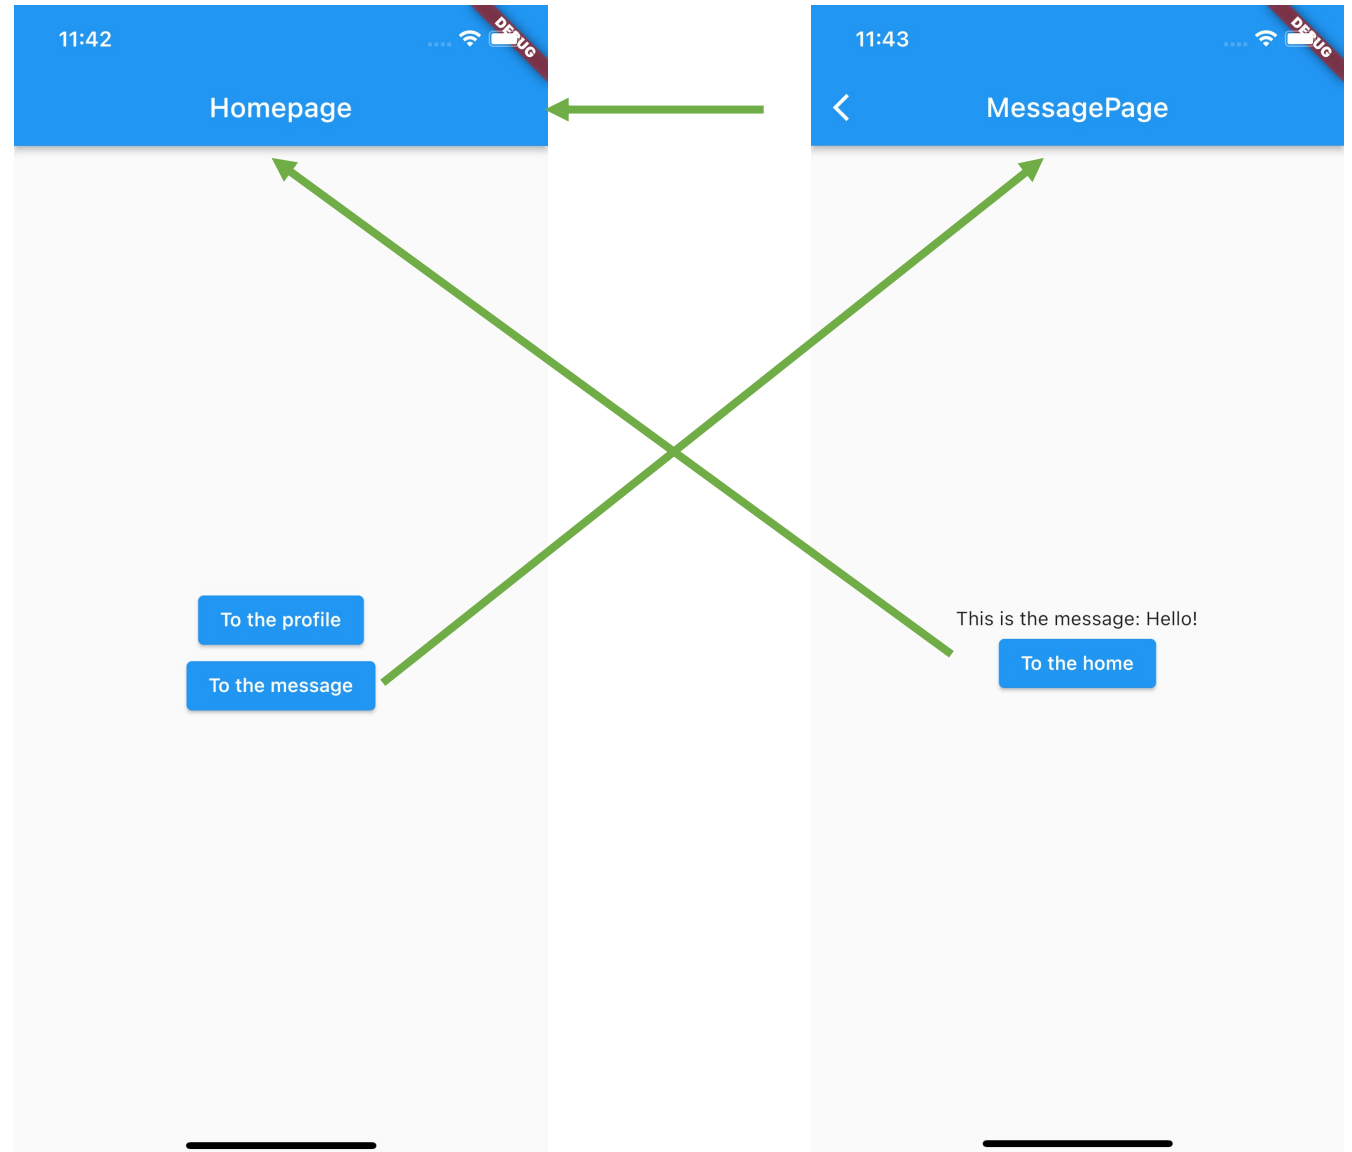 11:42
DEBUG
Homepage
To the profile
To the message
11:43
DEBUG
MessagePage
This is the message: Hello!
To the home